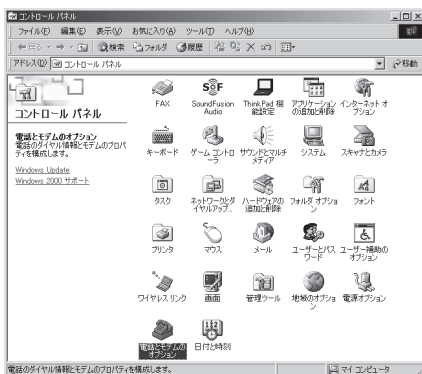 コントロール パネル
ファイル(F) 編集(E) 表示(V) お気に入り(A) ツール(T) ヘルプ(H)
戻る 検索 フォルダ 履歴
アドレス(D) コントロール パネル 移動
コントロール パネル
電話とモデムのオプション
電話のダイヤル情報とモデムのプロパティを構成します。
Windows Update
Windows 2000 サポート
FAX
SoundFusion Audio
ThinkPad 機能設定
アプリケーションの追加と削除
インターネット オプション
キーボード
ゲーム コントローラ
サウンドとマルチメディア
システム
スキャナとカメラ
タスク
ネットワークとダイヤルアップ...
ハードウェアの追加と削除
フォルダ オプション
フォント
プリンタ
マウス
メール
ユーザーとパスワード
ユーザー補助のオプション
ワイヤレス リンク
画面
管理ツール
地域のオプション
電源オプション
電話とモデムのオプション
日付と時刻
電話のダイヤル情報とモデムのプロパティを構成します。 マイ コンピュータ